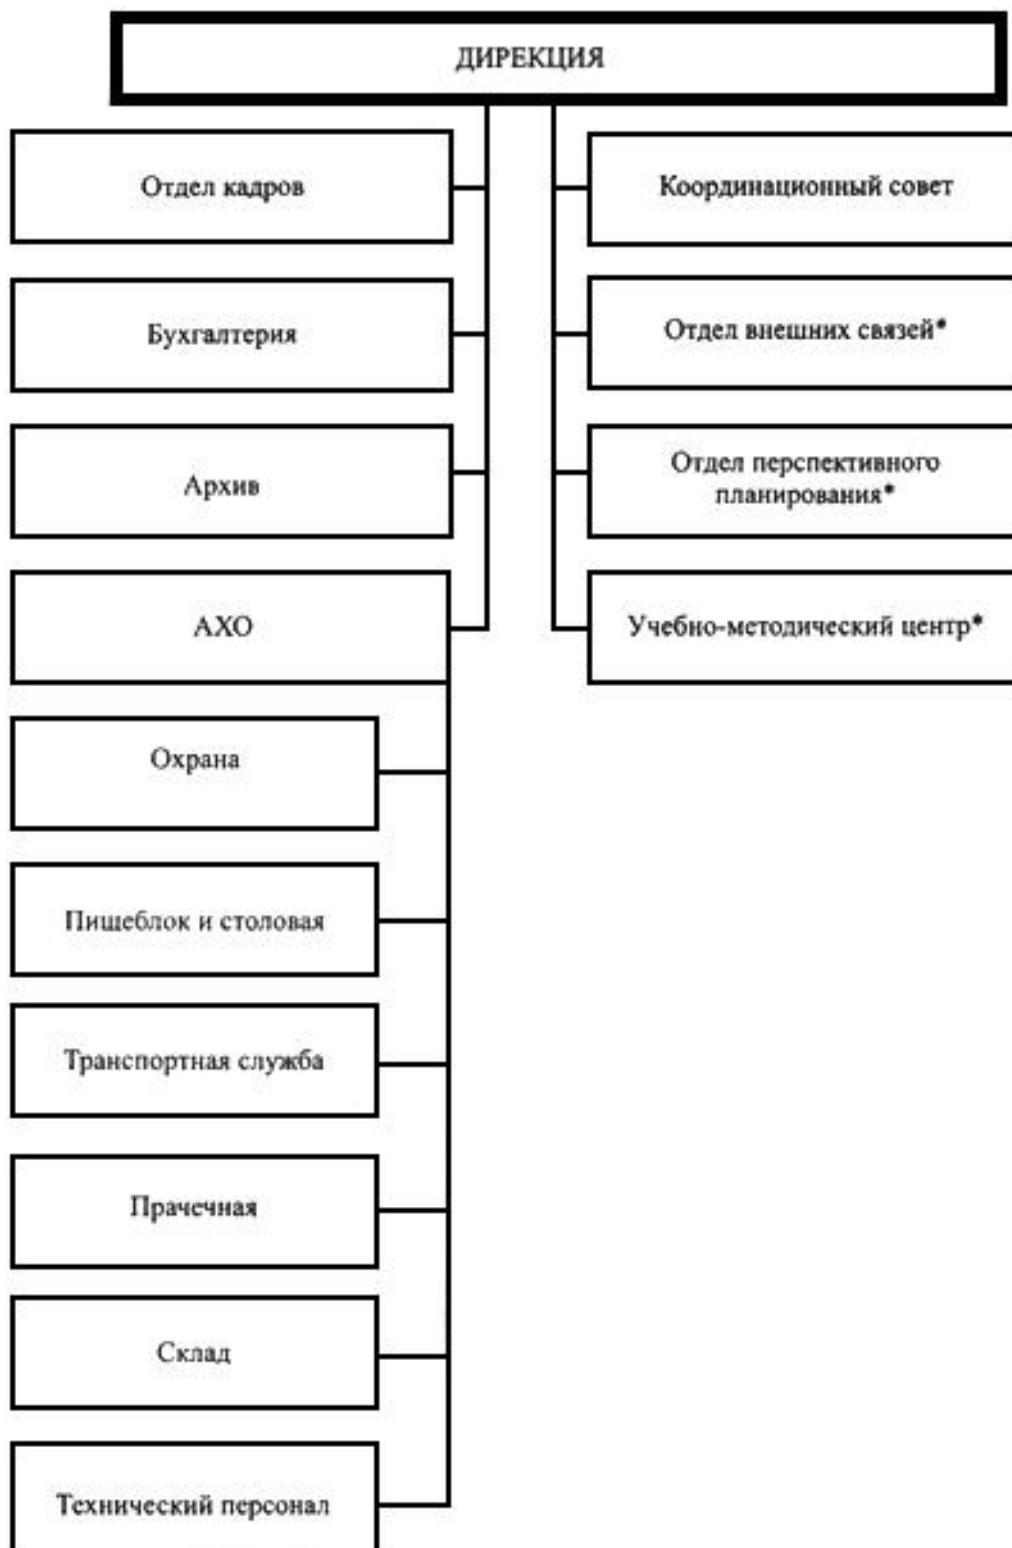 ДИРЕКЦИЯ
Отдел кадров
Бухгалтерия
Архив
АХО
Охрана
Пищеблок и столовая
Транспортная служба
Прачечная
Склад
Технический персонал
Координационный совет
Отдел внешних связей*
Отдел перспективного
планирования*
Учебно-методический центр*